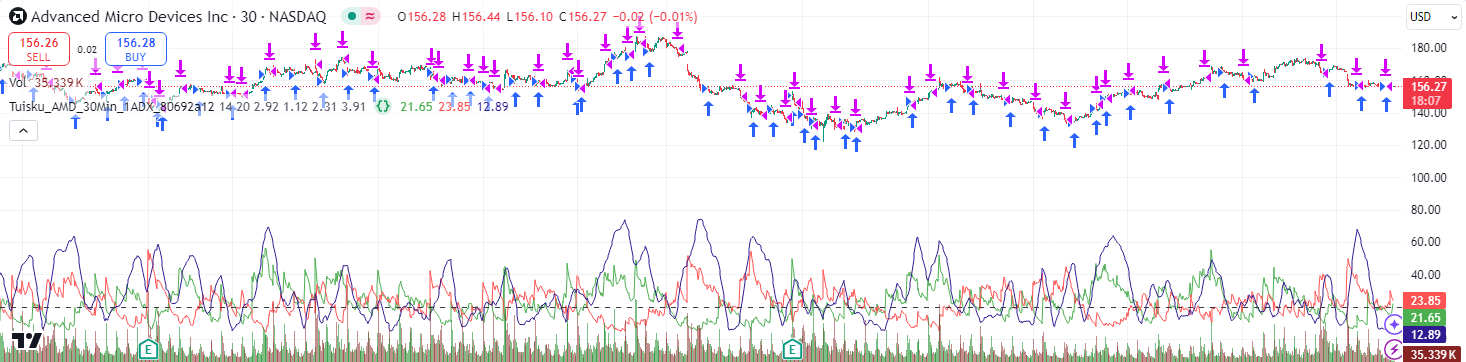 Advanced Micro Devices Inc · 30 · NASDAQ O156.28 H156.44 L156.10 C156.27 −0.02 (−0.01%)
USD
156.26 SELL
0.02
156.28 BUY
Vol · 35.339 K
Tuisku_AMD_30Min_1ADX_80692a 12 14 20 2.92 1.12 2.31 3.91 {} 21.65 23.85 12.89
180.00
156.27
18:07
140.00
120.00
100.00
80.00
60.00
40.00
23.85
21.65
12.89
35.339 K
E E